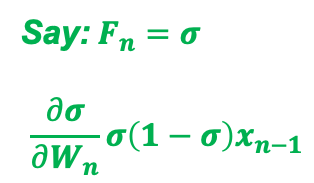 Say: Fₙ = σ
∂σ/∂Wₙ σ(1 − σ)xₙ₋₁